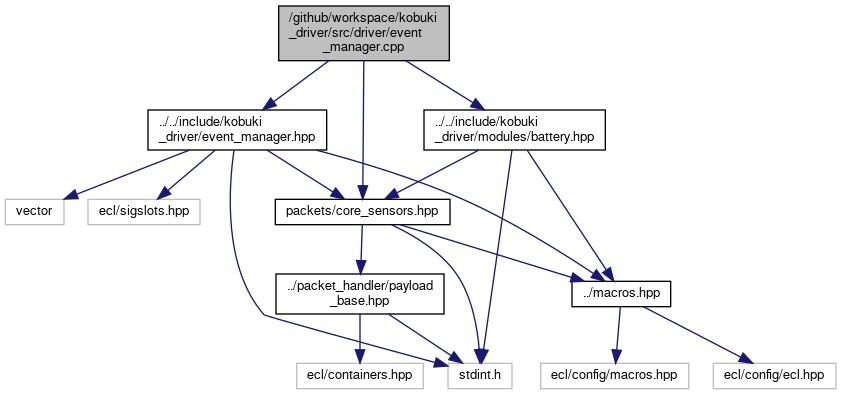 /github/workspace/kobuki
_driver/src/driver/event
_manager.cpp
../../include/kobuki
_driver/event_manager.hpp
../../include/kobuki
_driver/modules/battery.hpp
vector
ecl/sigslots.hpp
packets/core_sensors.hpp
../packet_handler/payload
_base.hpp
../macros.hpp
ecl/containers.hpp
stdint.h
ecl/config/macros.hpp
ecl/config/ecl.hpp